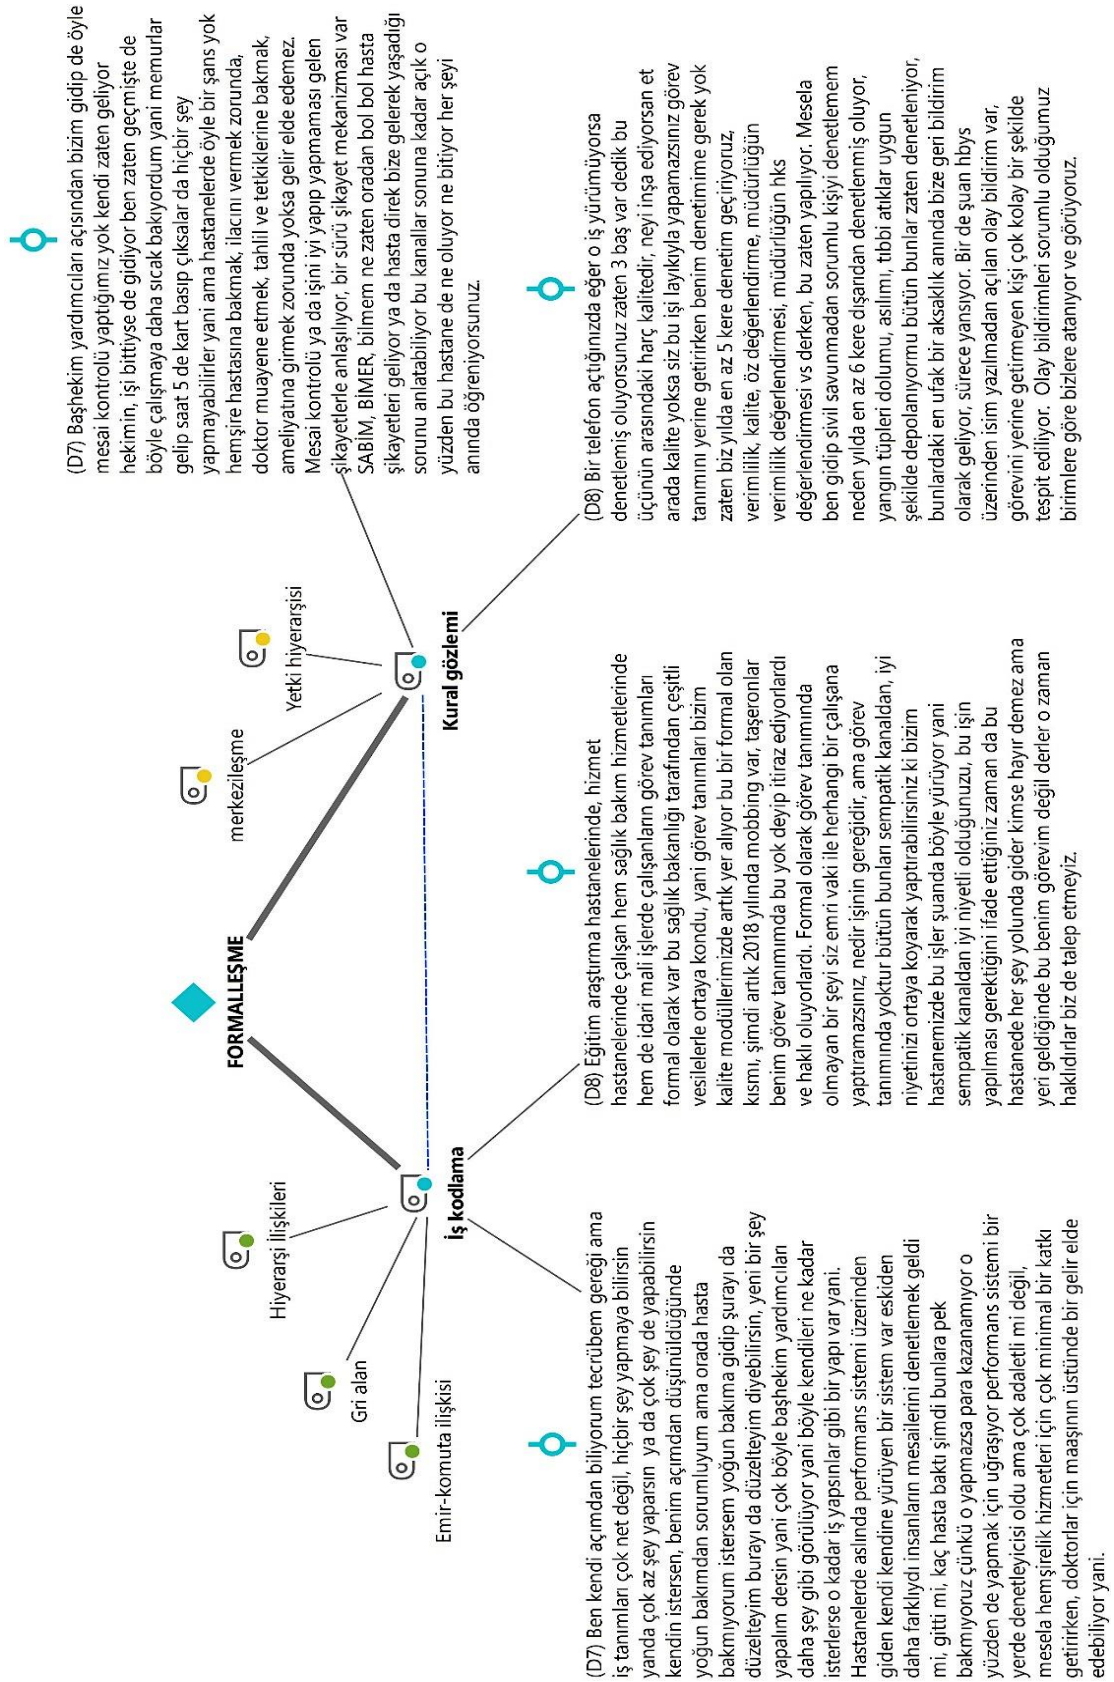 FORMALLEŞME
Hiyerarşi İlişkileri
Gri alan
Emir-komuta ilişkisi
İş kodlama
merkezileşme
Yetki hiyerarşisi
Kural gözlemi
(D7) Başhekim yardımcıları açısından bizim gidip de öyle
mesai kontrolü yaptığımız yok kendi zaten geliyor
hekimin, işi bittiyse de gidiyor ben zaten geçmişte de
böyle çalışmaya daha sıcak bakıyordum yani memurlar
gelip saat 5 de kart basıp çıksalar da hiçbir şey
yapmayabilirler yani ama hastanelerde öyle bir şans yok
hemşire hastasına bakmak, ilacını vermek zorunda,
doktor muayene etmek, tahlil ve tetkiklerine bakmak,
ameliyatına girmek zorunda yoksa gelir elde edemez.
Mesai kontrolü ya da işini iyi yapıp yapmaması gelen
şikayetlerle anlaşılıyor, bir sürü şikayet mekanizması var
SABİM, BİMER, bilmem ne zaten oradan bol bol hasta
şikayetleri geliyor ya da hasta direk bize gelerek yaşadığı
sorunu anlatabiliyor bu kanallar sonuna kadar açık o
yüzden bu hastane de ne oluyor ne bitiyor her şeyi
anında öğreniyorsunuz.
(D7) Ben kendi açımdan biliyorum tecrübem gereği ama
iş tanımları çok net değil, hiçbir şey yapmaya bilirsin
yanda çok az şey yaparsın ya da çok şey de yapabilirsin
kendin istersen, benim açımdan düşünüldüğünde
yoğun bakımdan sorumluyum ama orada hasta
bakmıyorum istersem yoğun bakıma gidip şurayı da
düzelteyim burayı da düzelteyim diyebilirsin, yeni bir şey
yapalım dersin yani çok böyle başhekim yardımcıları
daha şey gibi görülüyor yani böyle kendileri ne kadar
isterlerse o kadar iş yapsınlar gibi bir yapı var yani.
Hastanelerde aslında performans sistemi üzerinden
giden kendi kendine yürüyen bir sistem var eskiden
daha farklıydı insanların mesailerini denetlemek geldi
mi, gitti mi, kaç hasta baktı şimdi bunlara pek
bakmıyoruz çünkü o yapmazsa para kazanamıyor o
yüzden de yapmak için uğraşıyor performans sistemi bir
yerde denetleyicisi oldu ama çok adaletli mi değil,
mesela hemşirelik hizmetleri için çok minimal bir katkı
getirirken, doktorlar için maaşının üstünde bir gelir elde
edebiliyor yani.
(D8) Eğitim araştırma hastanelerinde, hizmet
hastanelerinde çalışan hem sağlık bakım hizmetlerinde
hem de idari mali işlerde çalışanların görev tanımları
formal olarak var bu sağlık bakanlığı tarafından çeşitli
vesilelerle ortaya kondu, yani görev tanımları bizim
kalite modüllerimizde artık yer alıyor bu bir formal olan
kısmı, şimdi artık 2018 yılında mobbing var, taşeronlar
benim görev tanımımda bu yok deyip itiraz ediyorlardı
ve haklı oluyorlardı. Formal olarak görev tanımında
olmayan bir şeyi siz emri vaki ile herhangi bir çalışana
yaptıramazsınız, nedir işinin gereğidir, ama görev
tanımında yoktur bütün bunları sempatik kanaldan, iyi
niyetinizi ortaya koyarak yaptırabilirsiniz ki bizim
hastanemizde bu işler şuanda böyle yürüyor yani
sempatik kanaldan iyi niyetli olduğunuzu, bu işin
yapılması gerektiğini ifade ettiğiniz zaman da bu
hastanede her şey yolunda gider kimse hayır demez ama
yeri geldiğinde bu benim görevim değil derler o zaman
haklıdırlar biz de talep etmeyiz.
(D8) Bir telefon açtığınızda eğer o iş yürümüyorsa
denetlemiş oluyorsunuz zaten 3 baş var dedik bu
üçünün arasındaki harç kalitedir, neyi inşa ediyorsan et
arada kalite yoksa siz bu işi layıkıyla yapamazsınız görev
tanımını yerine getirirken benim denetimime gerek yok
zaten biz yılda en az 5 kere denetim geçiriyoruz,
verimlilik, kalite, öz değerlendirme, müdürlüğün
verimlilik değerlendirmesi, müdürlüğün hks
değerlendirmesi vs derken, bu zaten yapılıyor. Mesela
ben gidip sivil savunmadan sorumlu kişiyi denetlemem
neden yılda en az 6 kere dışarıdan denetlenmiş oluyor,
yangın tüpleri dolumu, asılımı, tıbbi atıklar uygun
şekilde depolanıyormu bütün bunlar zaten denetleniyor,
bunlardaki en ufak bir aksaklık anında bize geri bildirim
olarak geliyor, sürece yansıyor. Bir de şuan hbys
üzerinden isim yazılmadan açılan olay bildirim var,
görevini yerine getirmeyen kişi çok kolay bir şekilde
tespit ediliyor. Olay bildirimleri sorumlu olduğumuz
birimlere göre bizlere atanıyor ve görüyoruz.